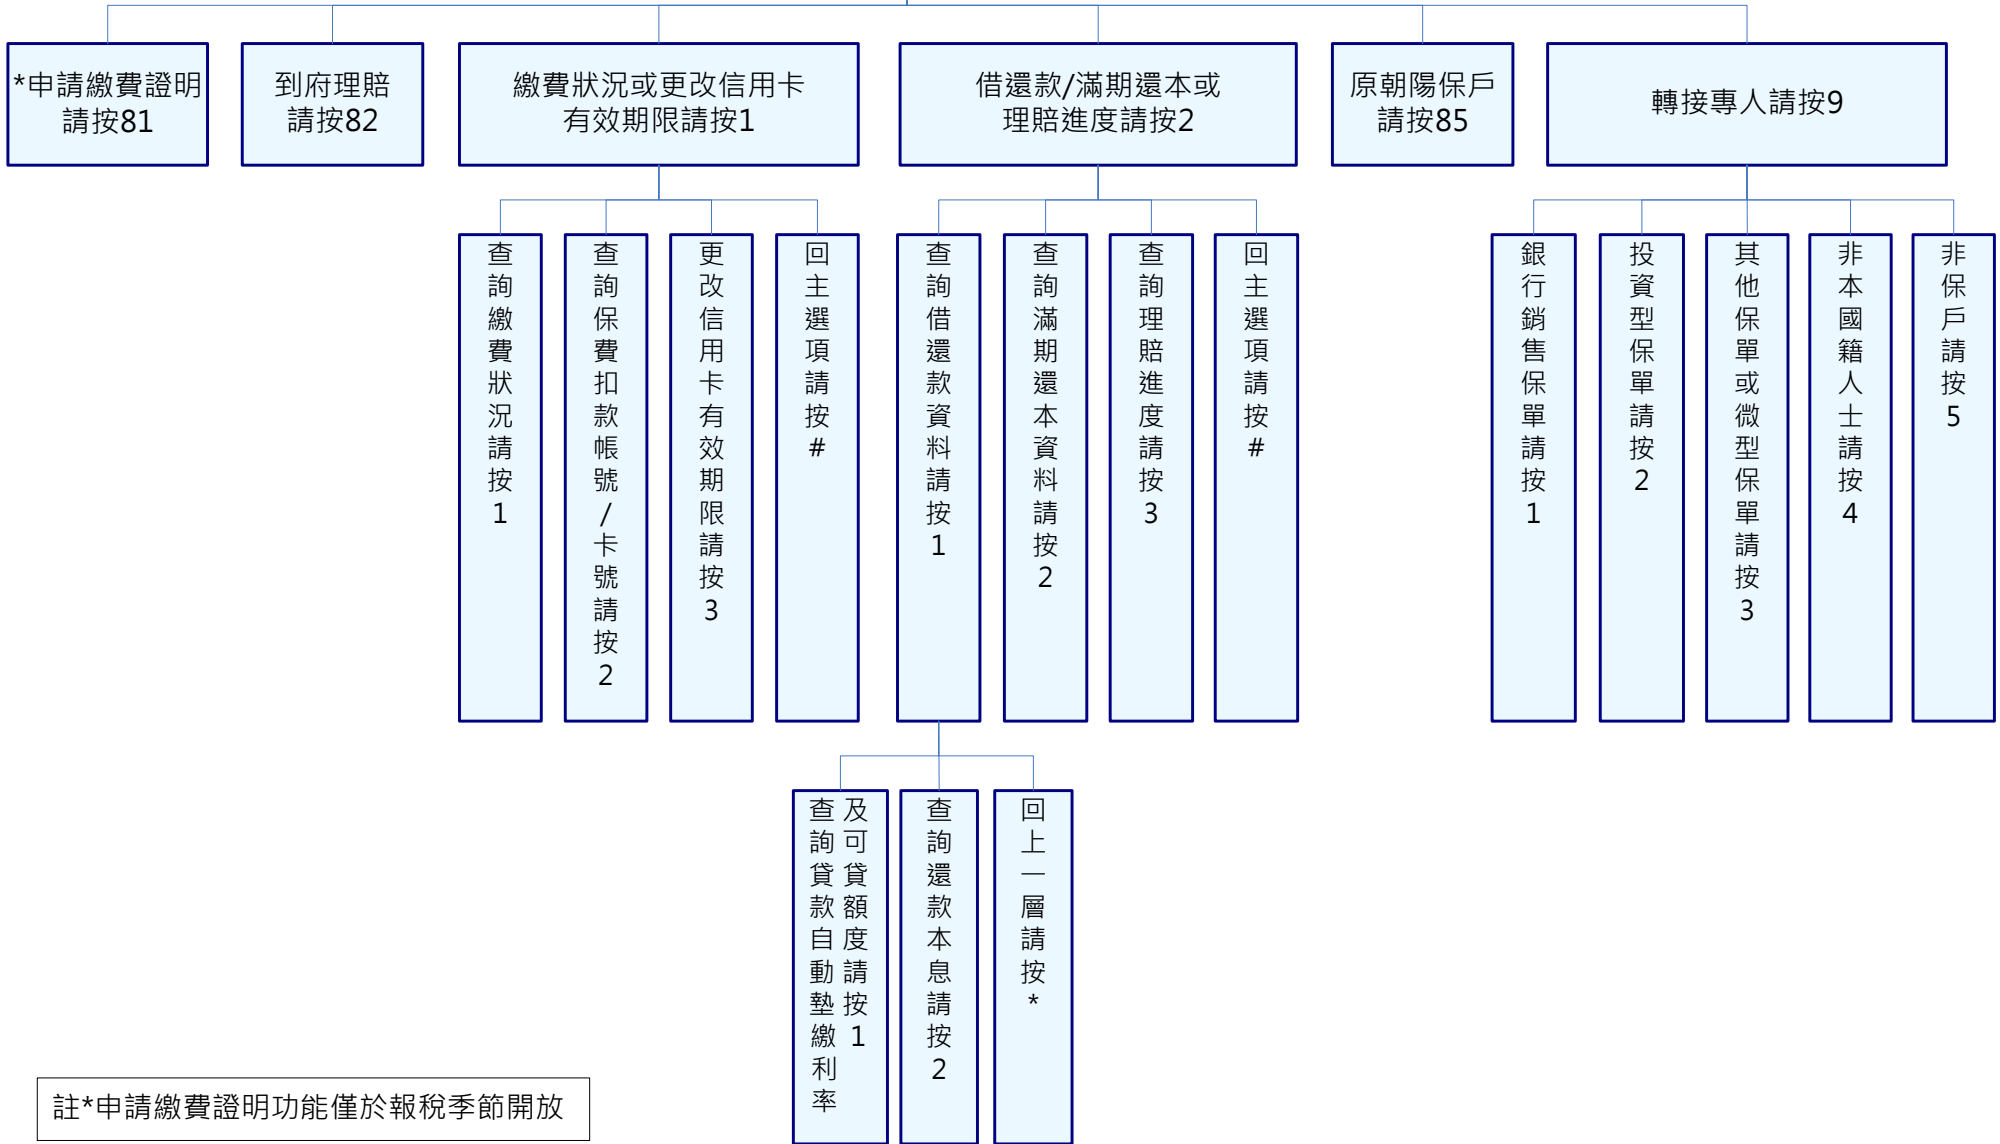 *申請繳費證明
請按81
到府理賠
請按82
繳費狀況或更改信用卡
有效期限請按1
借還款/滿期還本或
理賠進度請按2
原朝陽保戶
請按85
轉接專人請按9
查詢繳費狀況請按1
查詢保費扣款帳號/卡號請按2
更改信用卡有效期限請按3
回主選項請按#
查詢借還款資料請按1
查詢滿期還本資料請按2
查詢理賠進度請按3
回主選項請按#
銀行銷售保單請按1
投資型保單請按2
其他保單或微型保單請按3
非本國籍人士請按4
非保戶請按5
查詢貸款自動墊繳利率
及可貸額度請按1
查詢還款本息請按2
回上一層請按*
註*申請繳費證明功能僅於報稅季節開放